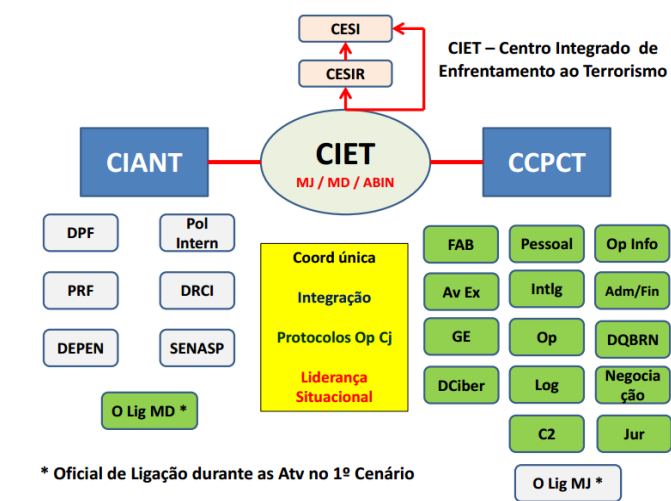 CESI
CESIR
CIET – Centro Integrado de
Enfrentamento ao Terrorismo
CIANT
CIET
MJ / MD / ABIN
CCPCT
DPF
Pol
Intern
PRF
DRCI
DEPEN
SENASP
O Lig MD *
Coord única
Integração
Protocolos Op Cj
Liderança
Situacional
FAB
Pessoal
Op Info
Av Ex
Intlg
Adm/Fin
GE
Op
DQBRN
DCiber
Log
Negocia
ção
C2
Jur
* Oficial de Ligação durante as Atv no 1º Cenário
O Lig MJ *